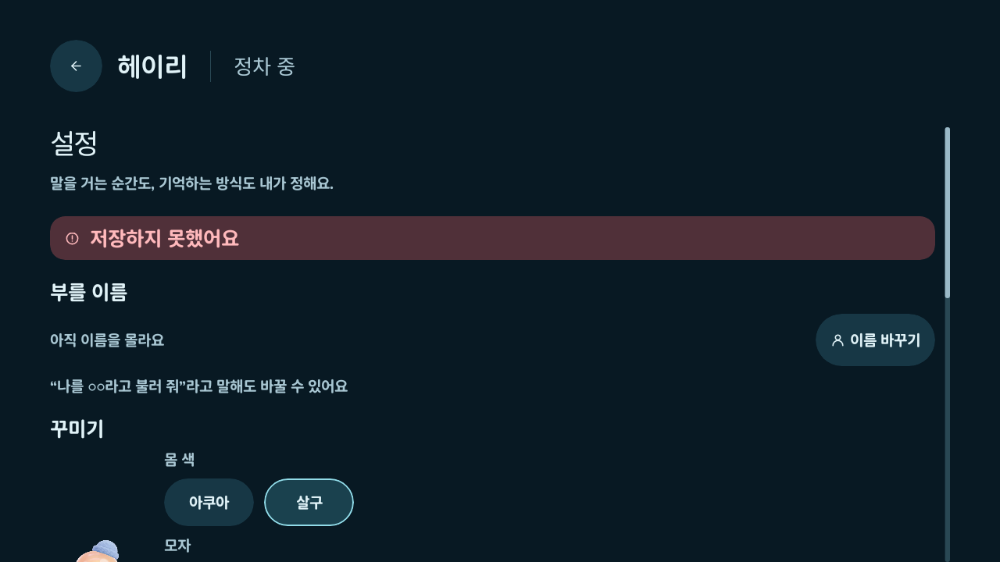 헤이리
정차 중
설정
말을 거는 순간도, 기억하는 방식도 내가 정해요.
저장하지 못했어요
부를 이름
아직 이름을 몰라요
이름 바꾸기
“나를 ○○라고 불러 줘”라고 말해도 바꿀 수 있어요
꾸미기
몸 색
아쿠아
살구
모자